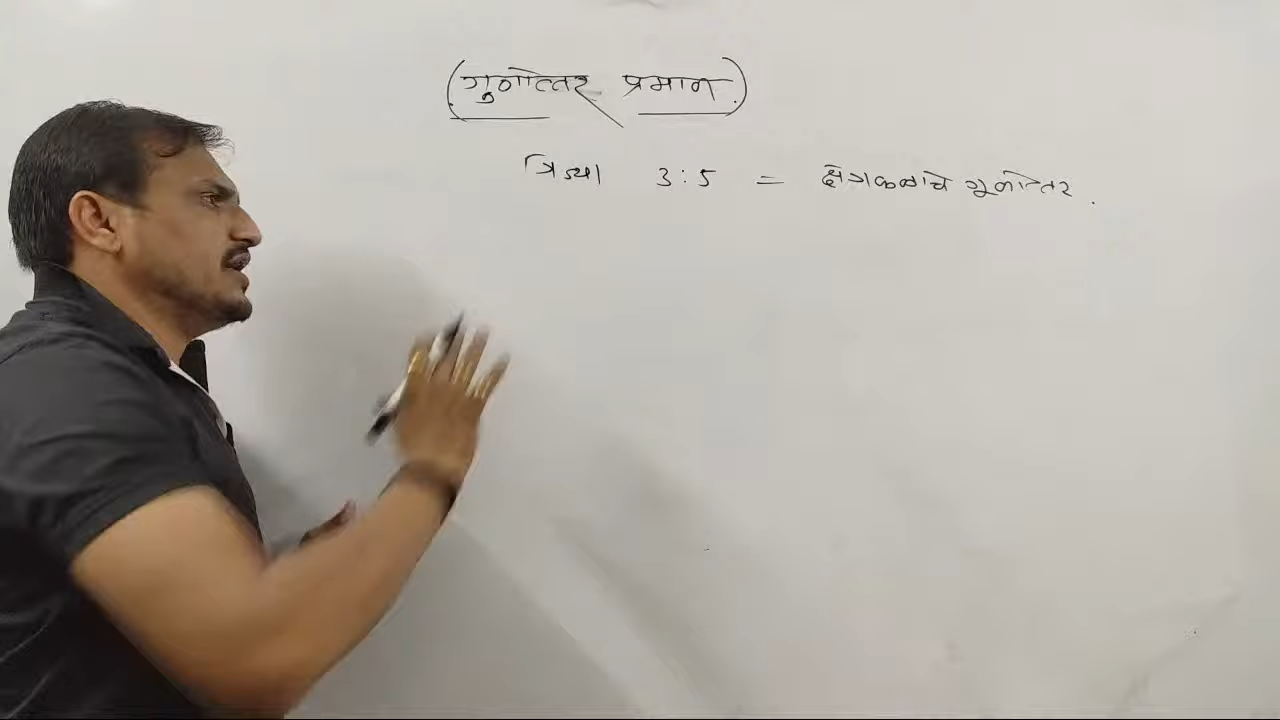 (गुणोत्तर प्रमाण.)
त्रिज्या 3:5 = क्षेत्रफळाचे गूणोत्तर.